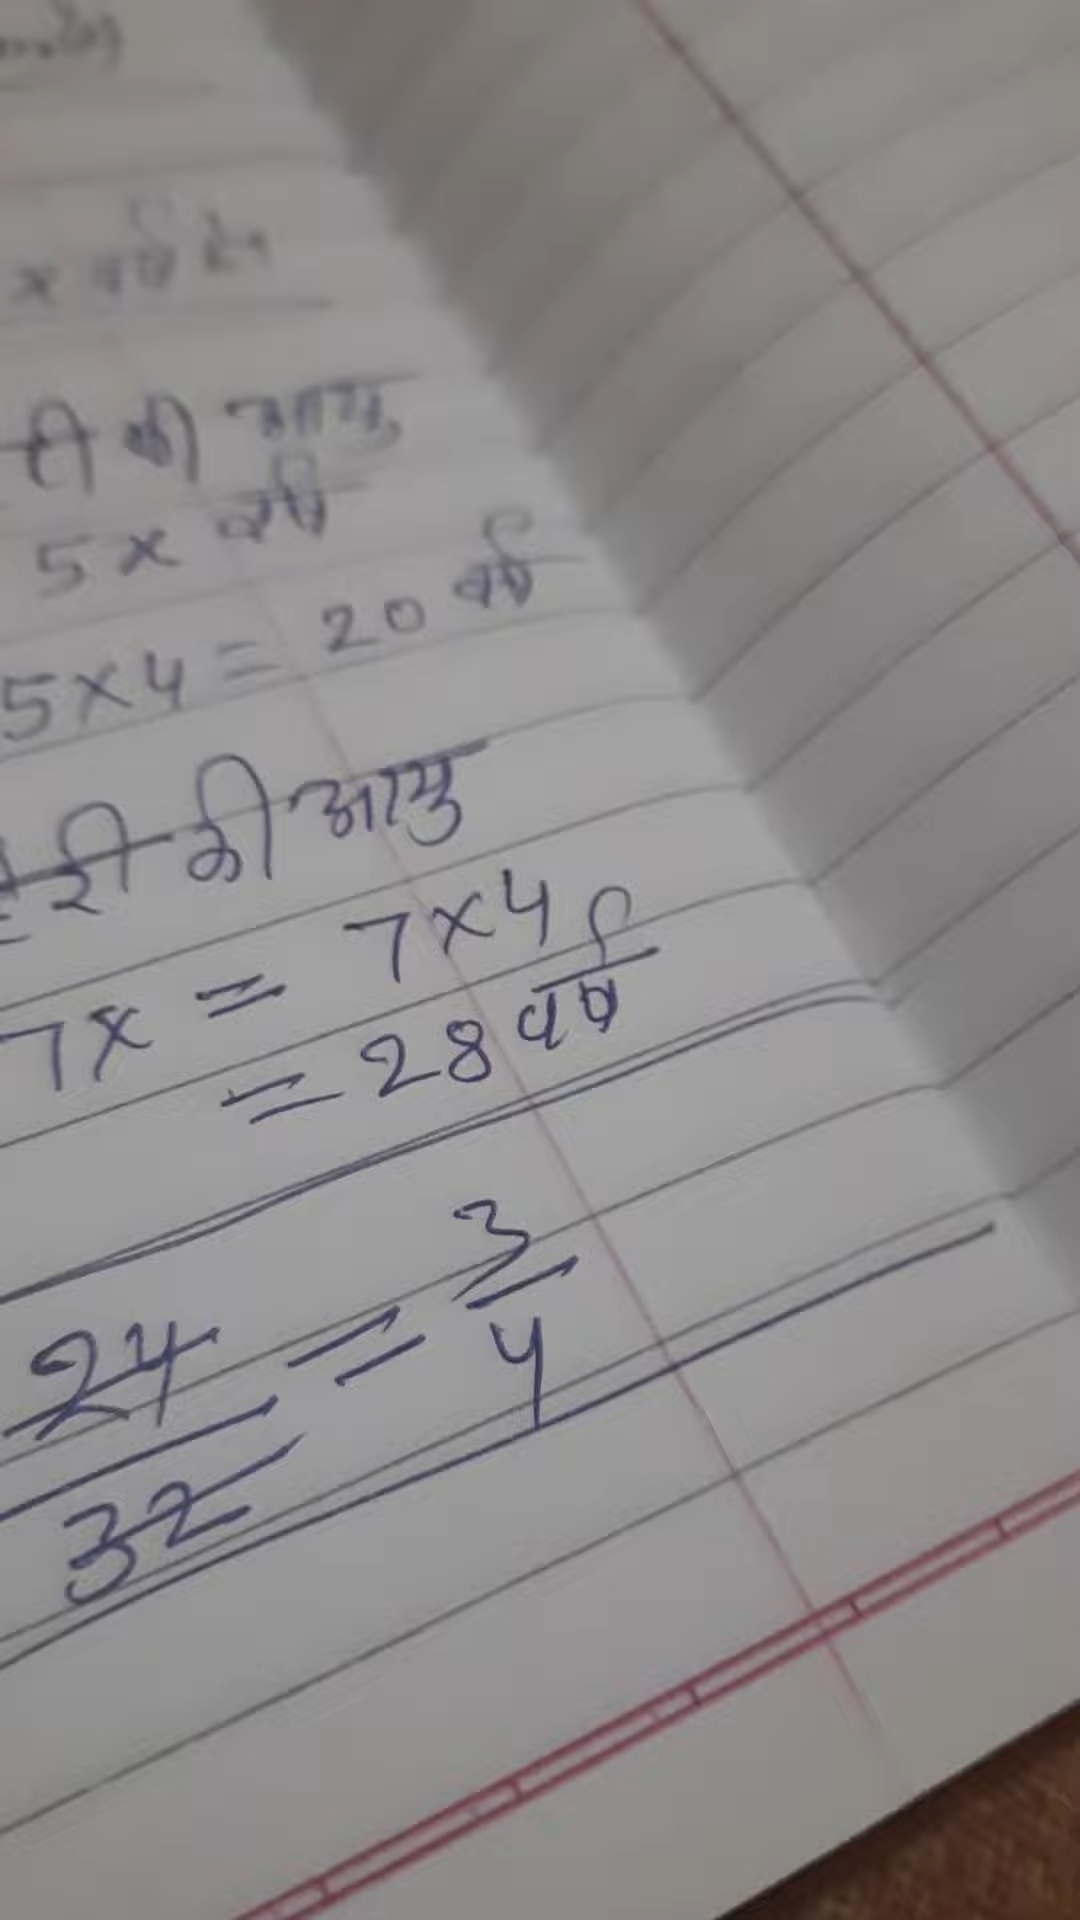 x वर्ष है।
की आयु
5x वर्ष
5×4 = 20 वर्ष
की आयु
7x = 7×4
= 28 वर्ष
24/32 = 3/4